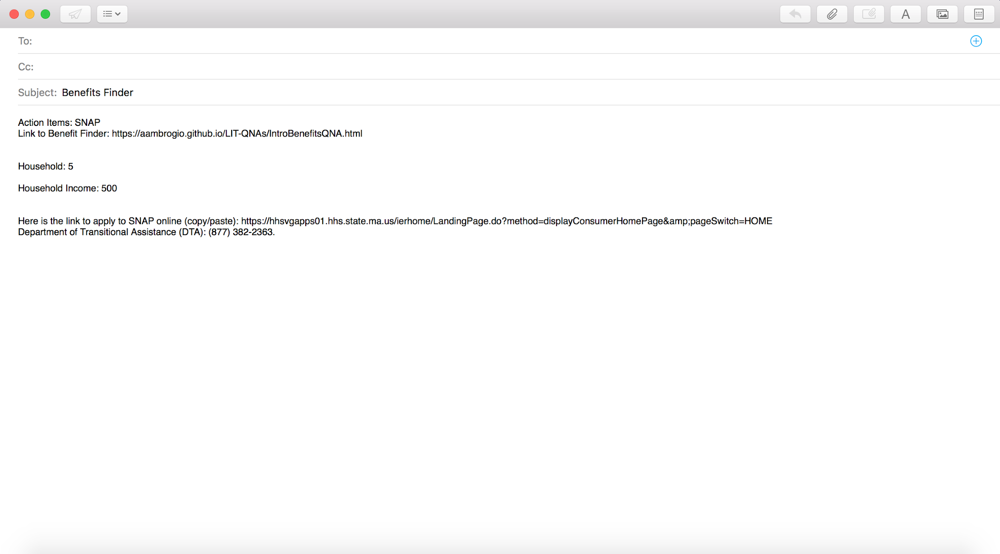 To:
Cc:
Subject: Benefits Finder
Action Items: SNAP
Link to Benefit Finder: https://aambrogio.github.io/LIT-QNAs/IntroBenefitsQNA.html
Household: 5
Household Income: 500
Here is the link to apply to SNAP online (copy/paste): https://hhsvgapps01.hhs.state.ma.us/ierhome/LandingPage.do?method=displayConsumerHomePage&amp;pageSwitch=HOME
Department of Transitional Assistance (DTA): (877) 382-2363.